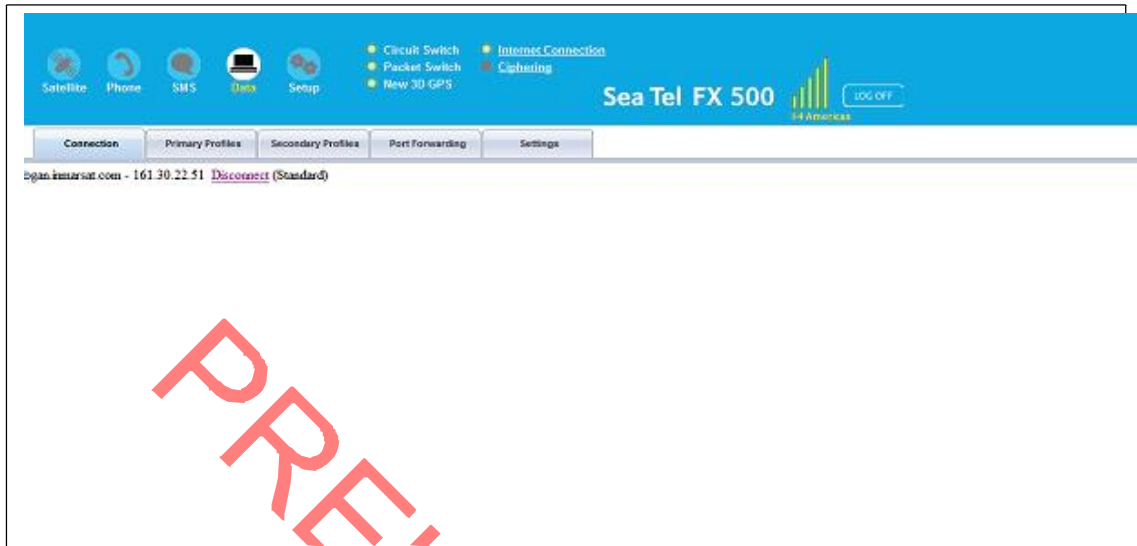 Circuit Switch Internet Connection
Packet Switch Ciphering
New 3D GPS
Satellite Phone SMS Data Setup
Sea Tel FX 500
LOG OFF
I-4 Americas
Connection Primary Profiles Secondary Profiles Port Forwarding Settings
bgan.inmarsat.com - 161.30.22.51 Disconnect (Standard)